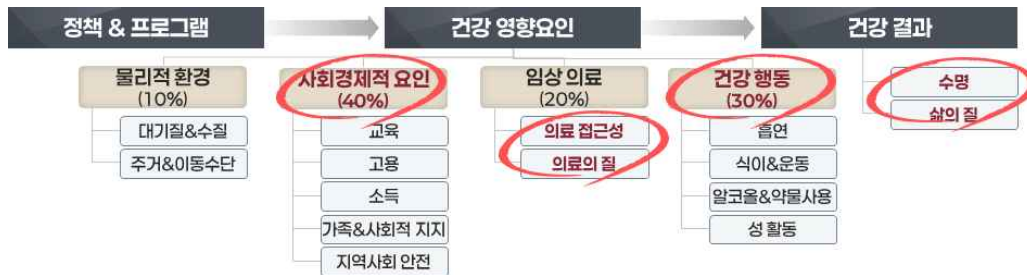 정책 & 프로그램
건강 영향요인
건강 결과
물리적 환경
(10%)
대기질&수질
주거&이동수단
사회경제적 요인
(40%)
교육
고용
소득
가족&사회적 지지
지역사회 안전
임상 의료
(20%)
의료 접근성
의료의 질
건강 행동
(30%)
흡연
식이&운동
알코올&약물사용
성 활동
수명
삶의 질